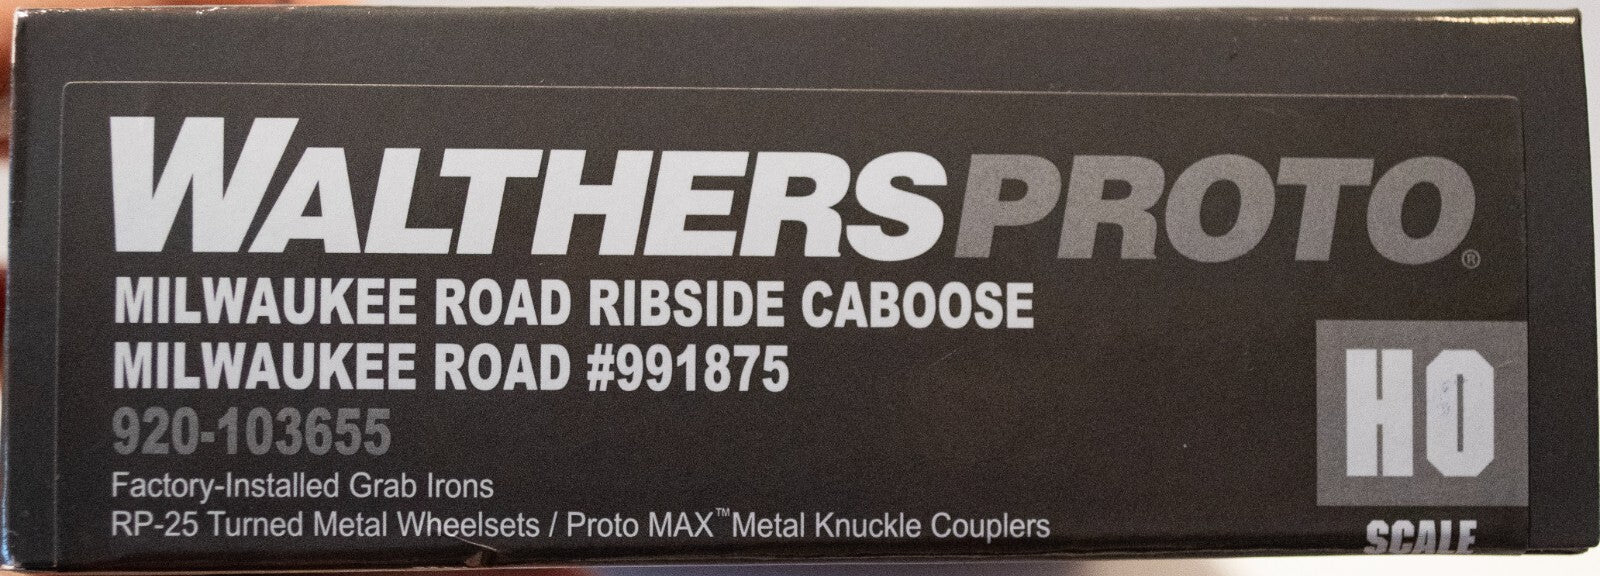 WALTHERSPROTO®
MILWAUKEE ROAD RIBSIDE CABOOSE
MILWAUKEE ROAD #991875
920-103655
Factory-Installed Grab Irons
RP-25 Turned Metal Wheelsets / Proto MAX™ Metal Knuckle Couplers
HO
SCALE